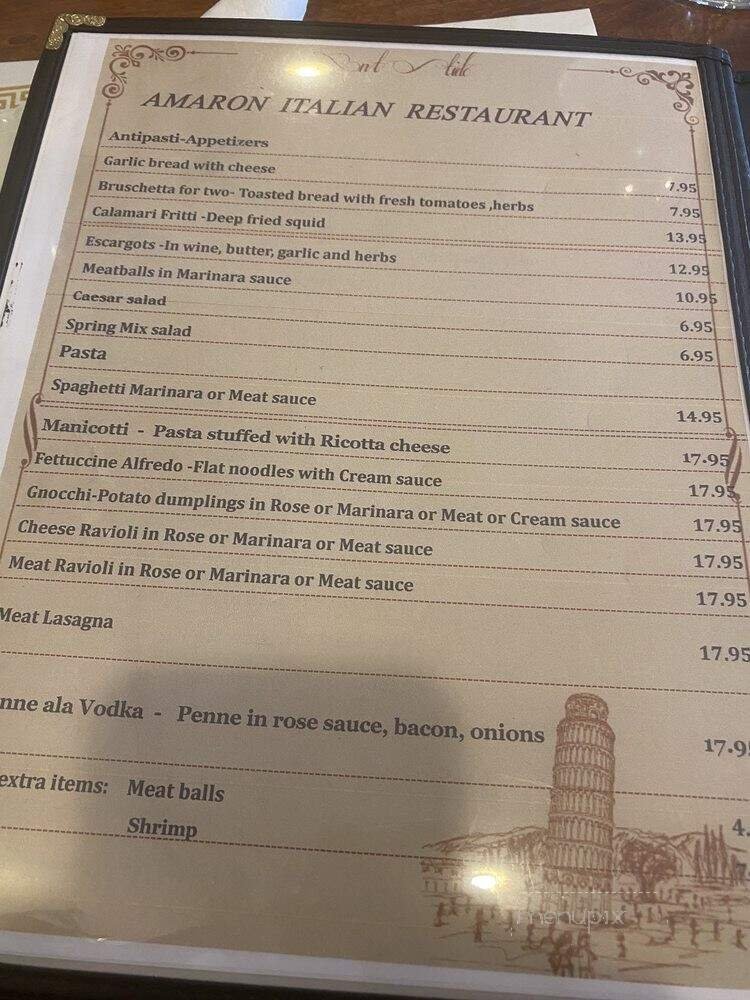 AMARON ITALIAN RESTAURANT
Antipasti-Appetizers
Garlic bread with cheese 7.95
Bruschetta for two- Toasted bread with fresh tomatoes ,herbs 7.95
Calamari Fritti -Deep fried squid 13.95
Escargots -In wine, butter, garlic and herbs 12.95
Meatballs in Marinara sauce 10.95
Caesar salad 6.95
Spring Mix salad 6.95
Pasta
Spaghetti Marinara or Meat sauce 14.95
Manicotti - Pasta stuffed with Ricotta cheese 17.95
Fettuccine Alfredo -Flat noodles with Cream sauce 17.95
Gnocchi-Potato dumplings in Rose or Marinara or Meat or Cream sauce 17.95
Cheese Ravioli in Rose or Marinara or Meat sauce 17.95
Meat Ravioli in Rose or Marinara or Meat sauce 17.95
Meat Lasagna 17.95
nne ala Vodka - Penne in rose sauce, bacon, onions 17.9
extra items: Meat balls 4.
Shrimp
menupix